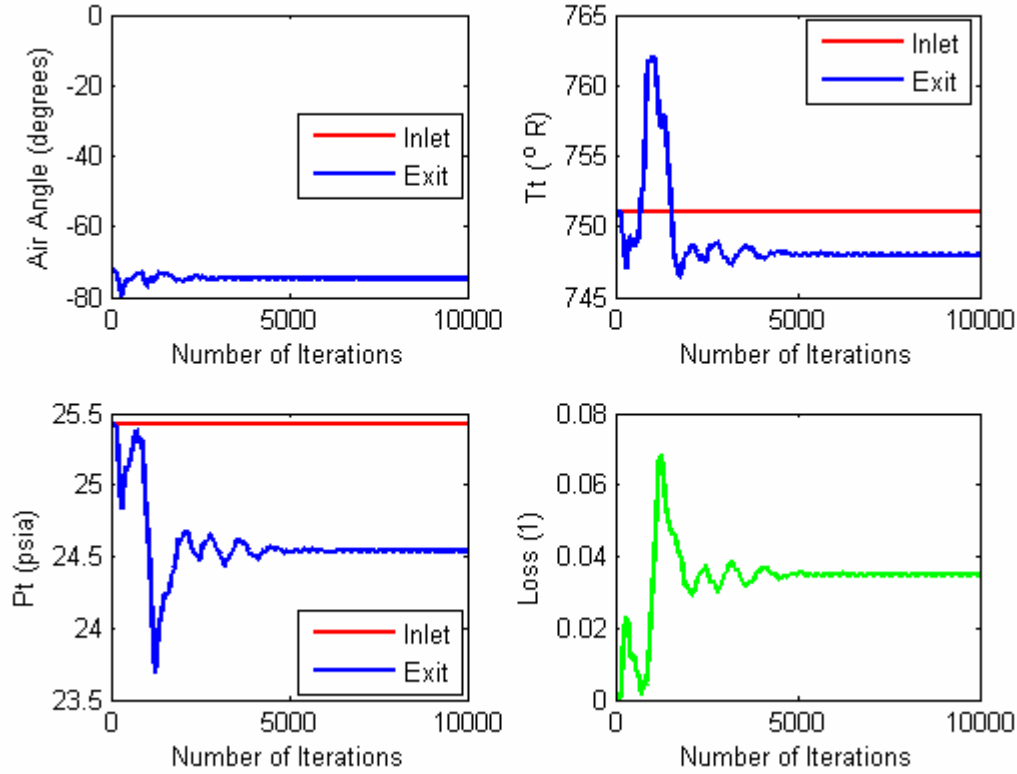 Air Angle (degrees)
0
-20
-40
-60
-80
Inlet
Exit
0
5000
10000
Number of Iterations
Tt (° R)
765
760
755
750
745
Inlet
Exit
0
5000
10000
Number of Iterations
Pt (psia)
25.5
25
24.5
24
23.5
Inlet
Exit
0
5000
10000
Number of Iterations
Loss (1)
0.08
0.06
0.04
0.02
0
0
5000
10000
Number of Iterations